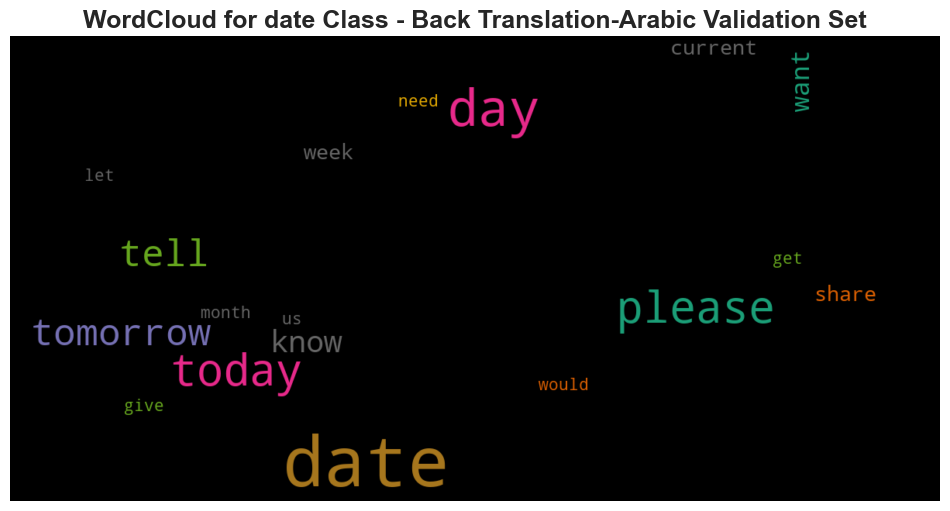 WordCloud for date Class - Back Translation-Arabic Validation Set
current
want
need
day
week
let
tell
get
share
please
month
us
tomorrow
know
today
would
give
date